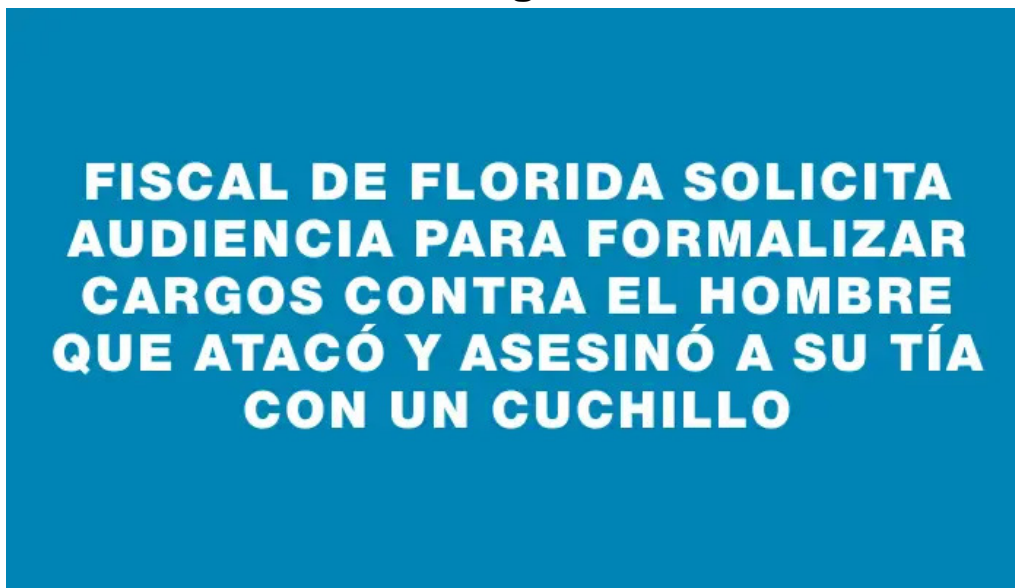 FISCAL DE FLORIDA SOLICITA
AUDIENCIA PARA FORMALIZAR
CARGOS CONTRA EL HOMBRE
QUE ATACÓ Y ASESINÓ A SU TÍA
CON UN CUCHILLO